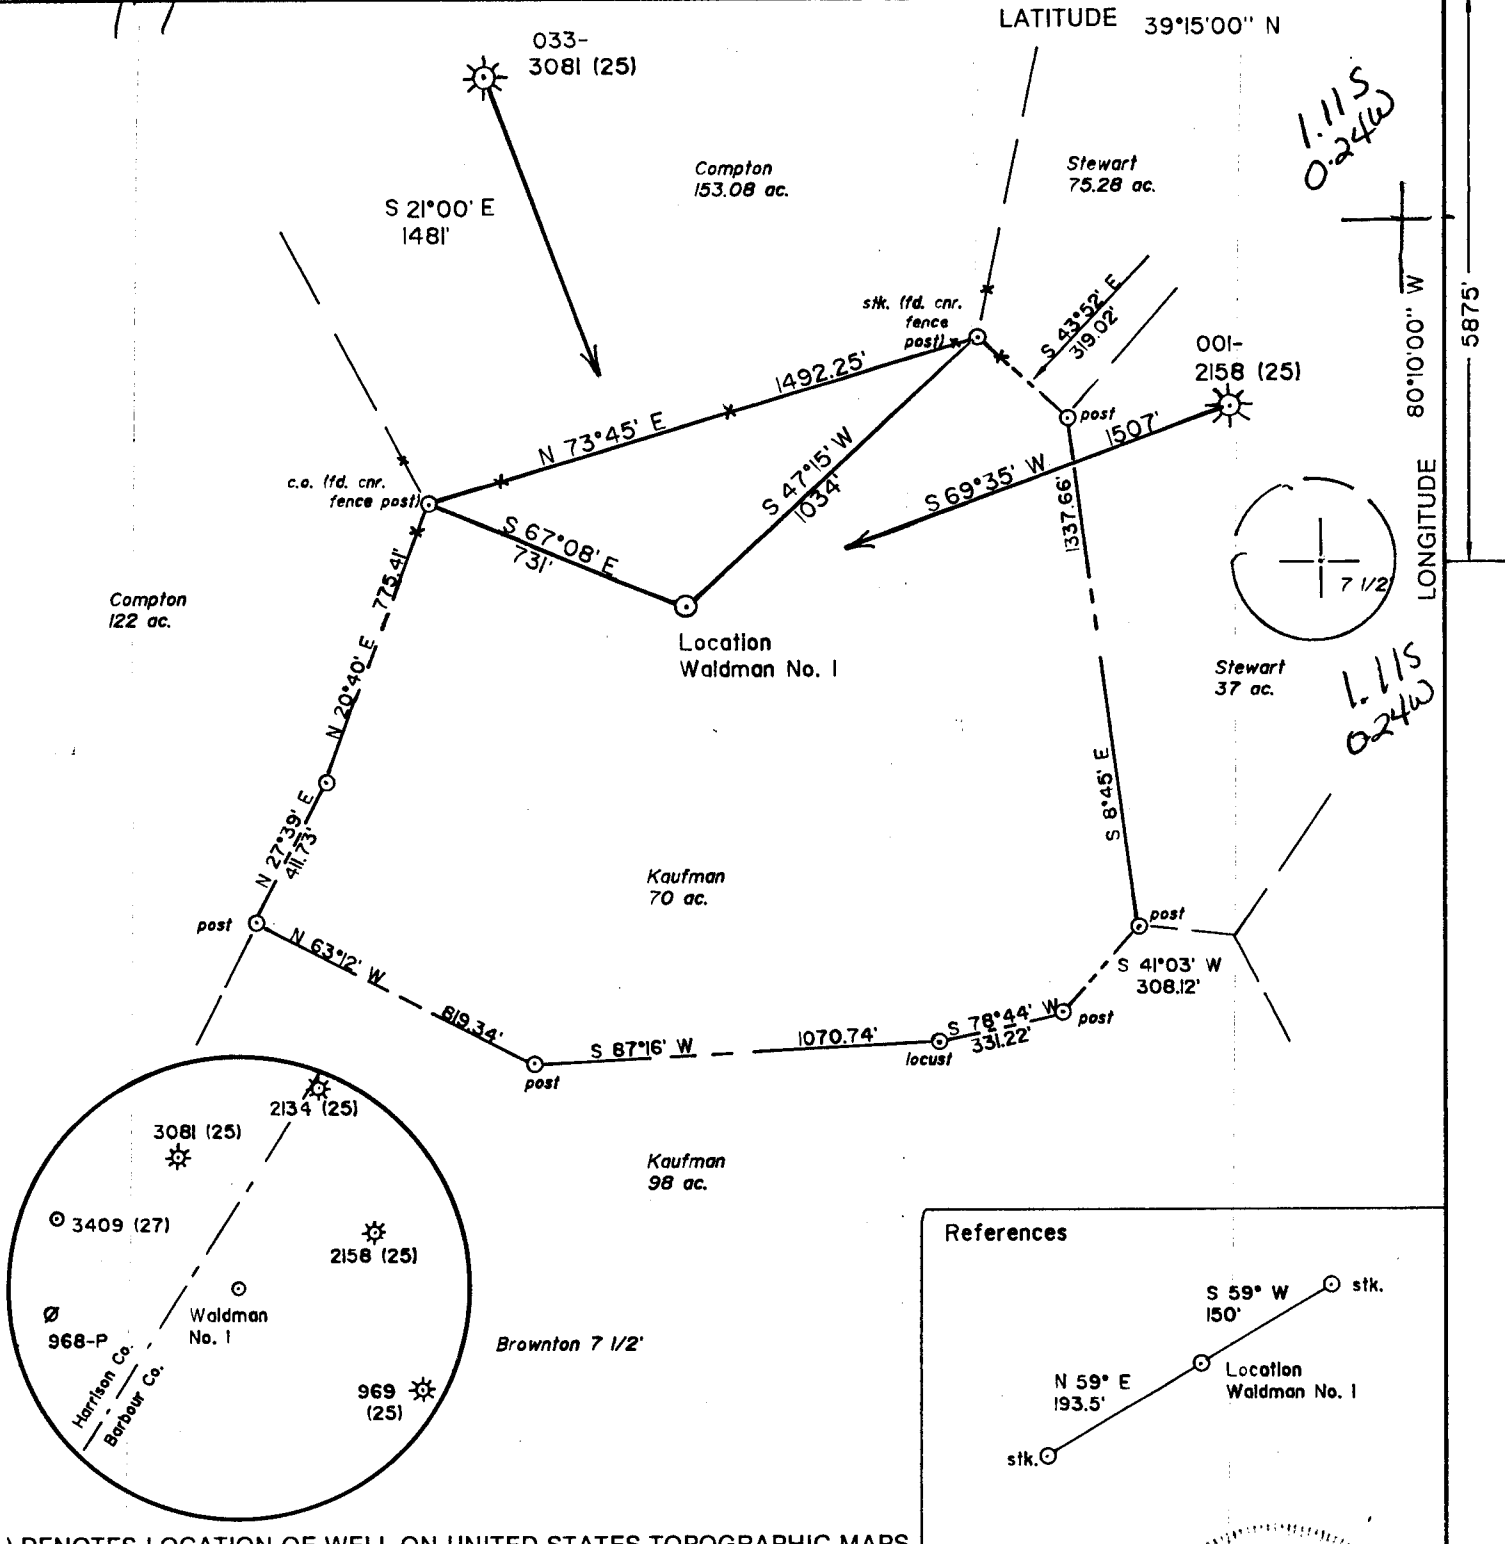 LATITUDE 39°15'00" N
033-
3081 (25)
1.11S
0.24W
Compton
153.08 ac.
Stewart
75.28 ac.
S 21°00' E
1481'
5875'
80°10'00" W
LONGITUDE
stk. (fd. cnr.
fence
post)
S 43°52' E
319.02'
001-
2158 (25)
1492.25'
N 73°45' E
post
1507'
S 69°35' W
S 47°15' W
1034'
c.o. (fd. cnr.
fence post)
S 67°08' E
731'
1337.66'
S 8°45' E
7 1/2
775.41'
N 20°40' E
Compton
122 ac.
Location
Waldman No. 1
Stewart
37 ac.
1.11S
0.24W
N 27°39' E
411.73'
Kaufman
70 ac.
post
post
N 63°12' W
819.34'
S 41°03' W
308.12'
S 87°16' W
1070.74'
S 78°44' W
331.22'
post
locust
post
2134 (25)
3081 (25)
3409 (27)
2158 (25)
Waldman
No. 1
968-P
969
(25)
Harrison Co.
Barbour Co.
Brownton 7 1/2'
Kaufman
98 ac.
References
S 59° W
150'
stk.
Location
Waldman No. 1
N 59° E
193.5'
stk.
) DENOTES LOCATION OF WELL ON UNITED STATES TOPOGRAPHIC MAPS